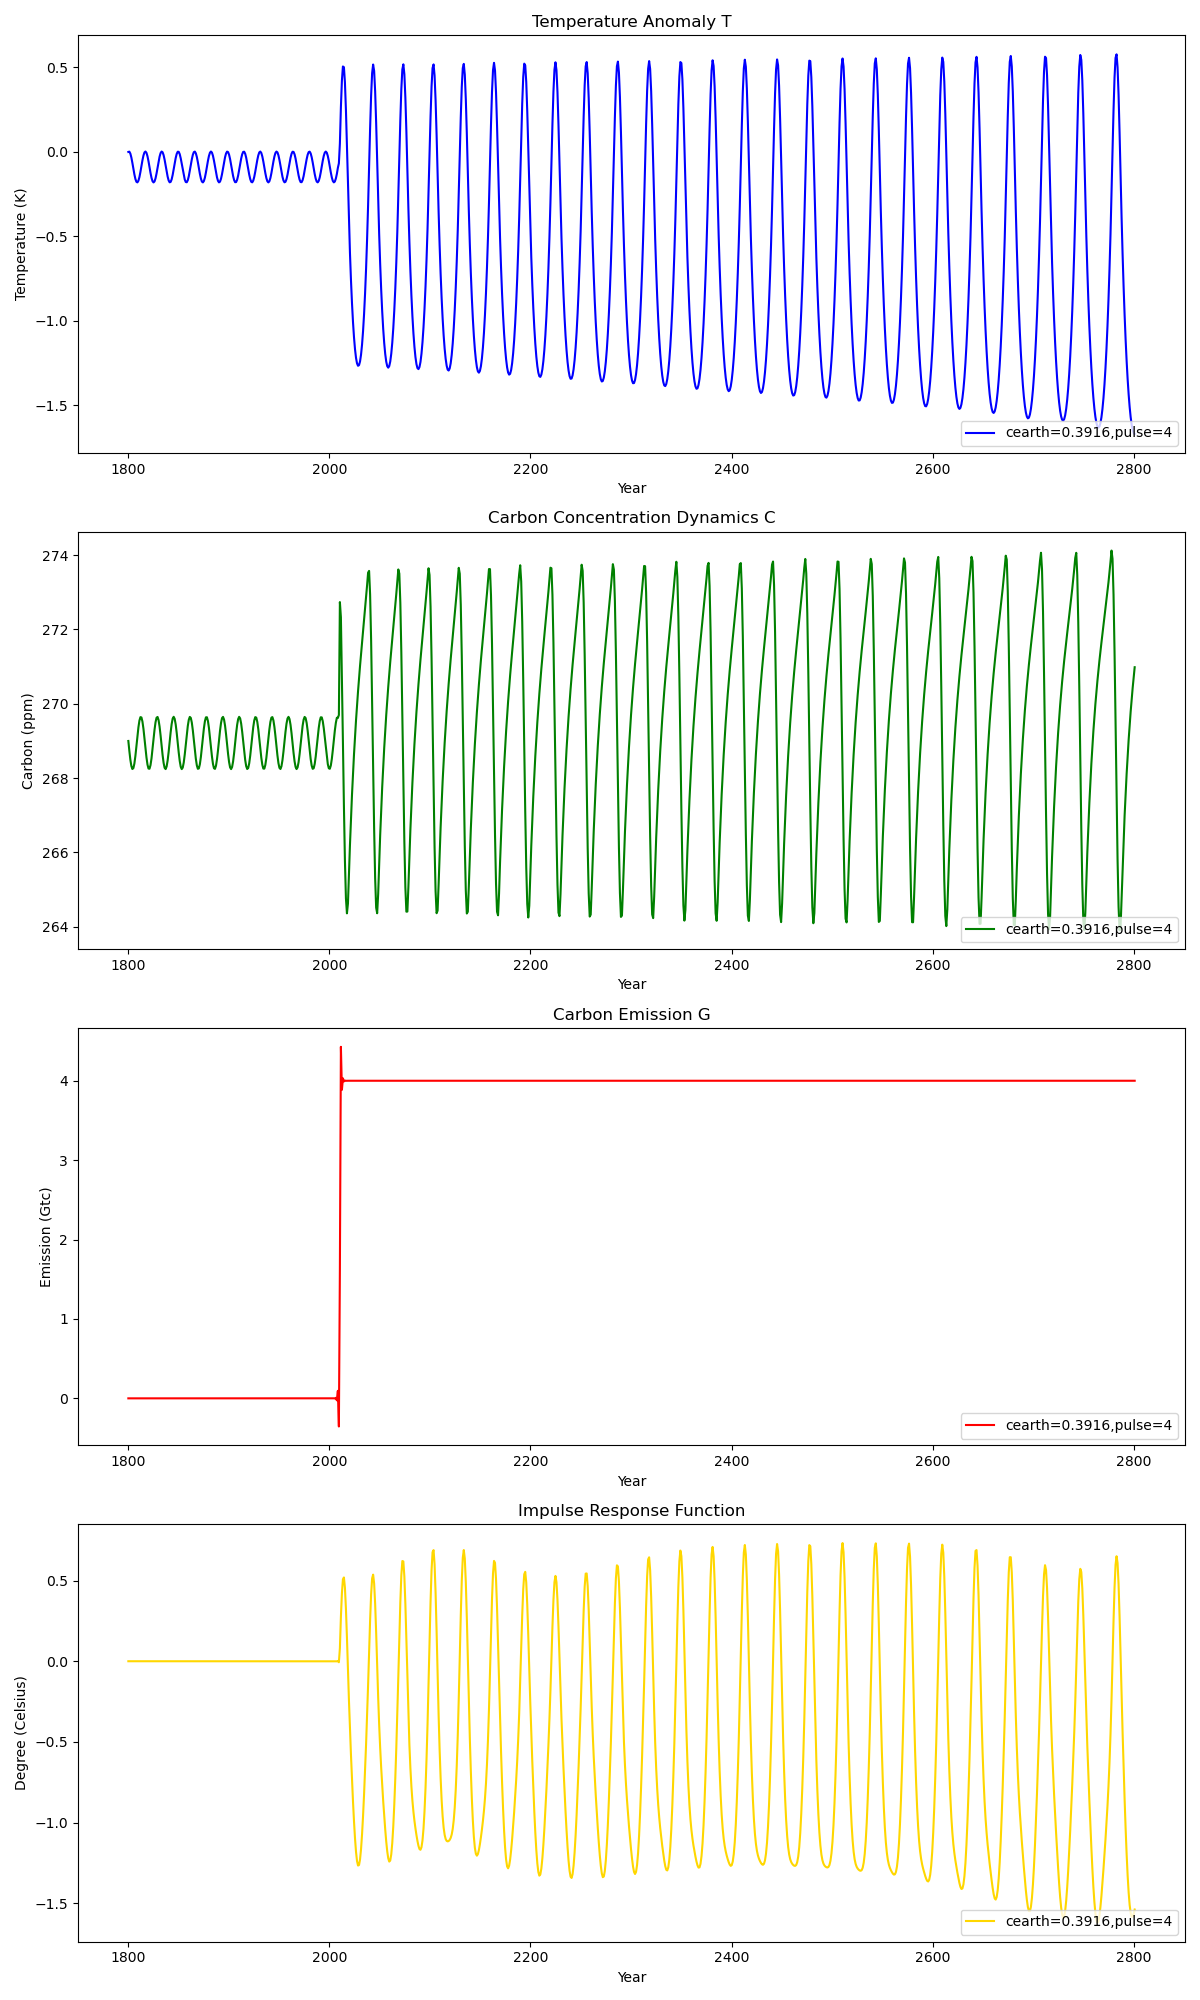 Temperature Anomaly T
Temperature (K)
0.5
0.0
−0.5
−1.0
−1.5
cearth=0.3916,pulse=4
1800 2000 2200 2400 2600 2800
Year
Carbon Concentration Dynamics C
Carbon (ppm)
274
272
270
268
266
264
cearth=0.3916,pulse=4
1800 2000 2200 2400 2600 2800
Year
Carbon Emission G
Emission (Gtc)
4
3
2
1
0
cearth=0.3916,pulse=4
1800 2000 2200 2400 2600 2800
Year
Impulse Response Function
Degree (Celsius)
0.5
0.0
−0.5
−1.0
−1.5
cearth=0.3916,pulse=4
1800 2000 2200 2400 2600 2800
Year